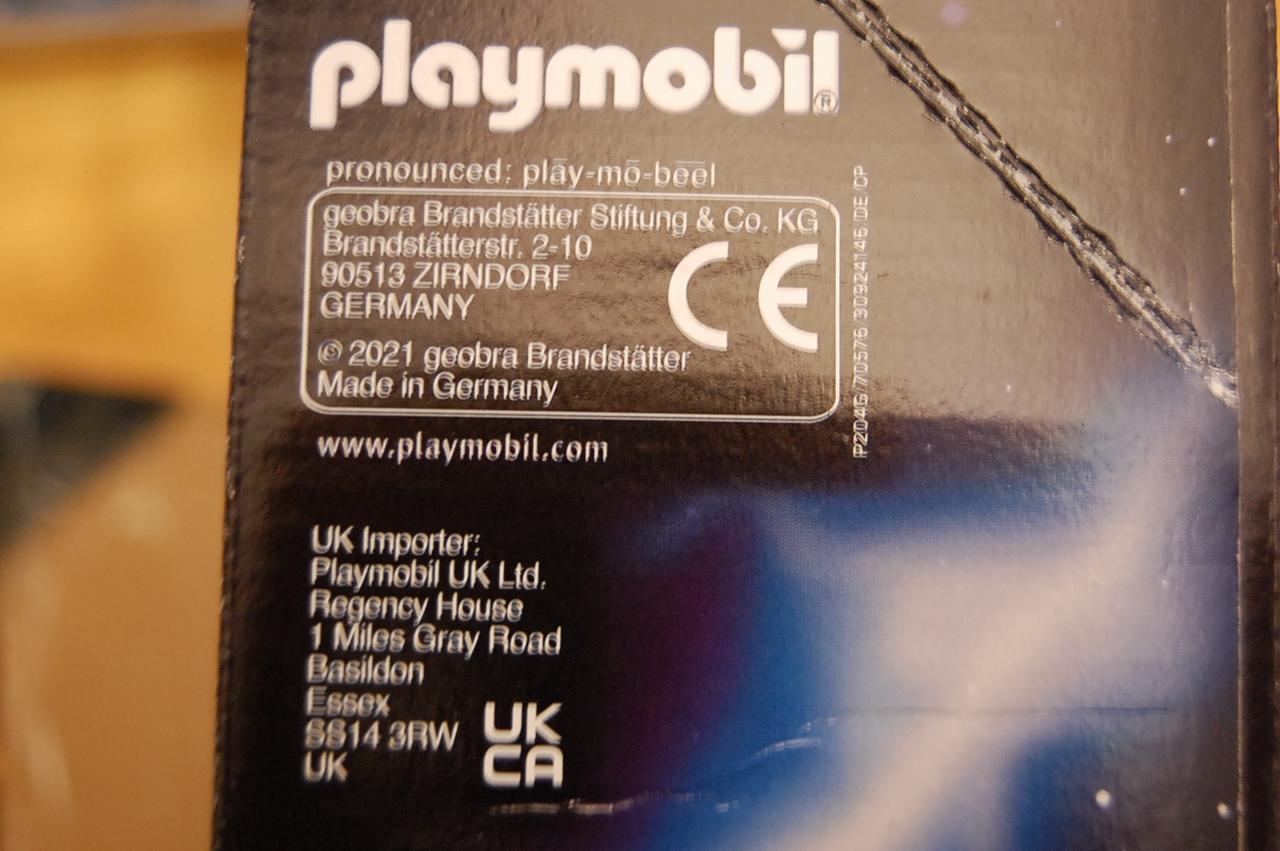 playmobil®
pronounced: plāy-mō-bēēl
geobra Brandstätter Stiftung & Co. KG
Brandstätterstr. 2-10
90513 ZIRNDORF
GERMANY
CE
© 2021 geobra Brandstätter
Made in Germany
P204G/70576/30924146/DE/CP
www.playmobil.com
UK Importer:
Playmobil UK Ltd.
Regency House
1 Miles Gray Road
Basildon
Essex
SS14 3RW
UK
UK
CA